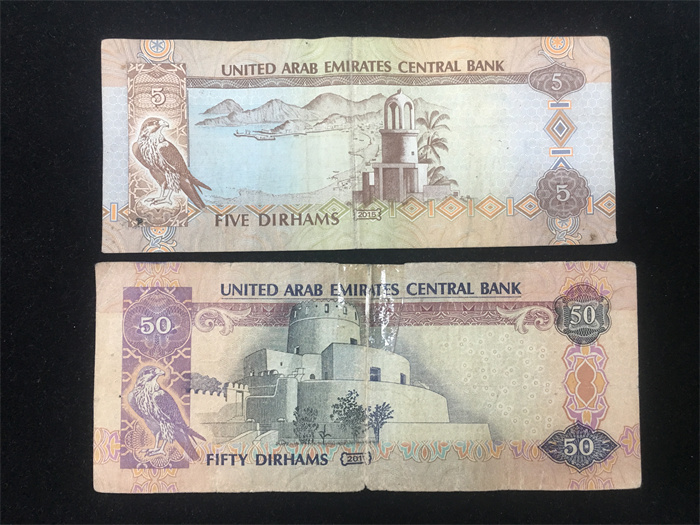 UNITED ARAB EMIRATES CENTRAL BANK
5
5
5
FIVE DIRHAMS
2015
UNITED ARAB EMIRATES CENTRAL BANK
50
50
50
FIFTY DIRHAMS